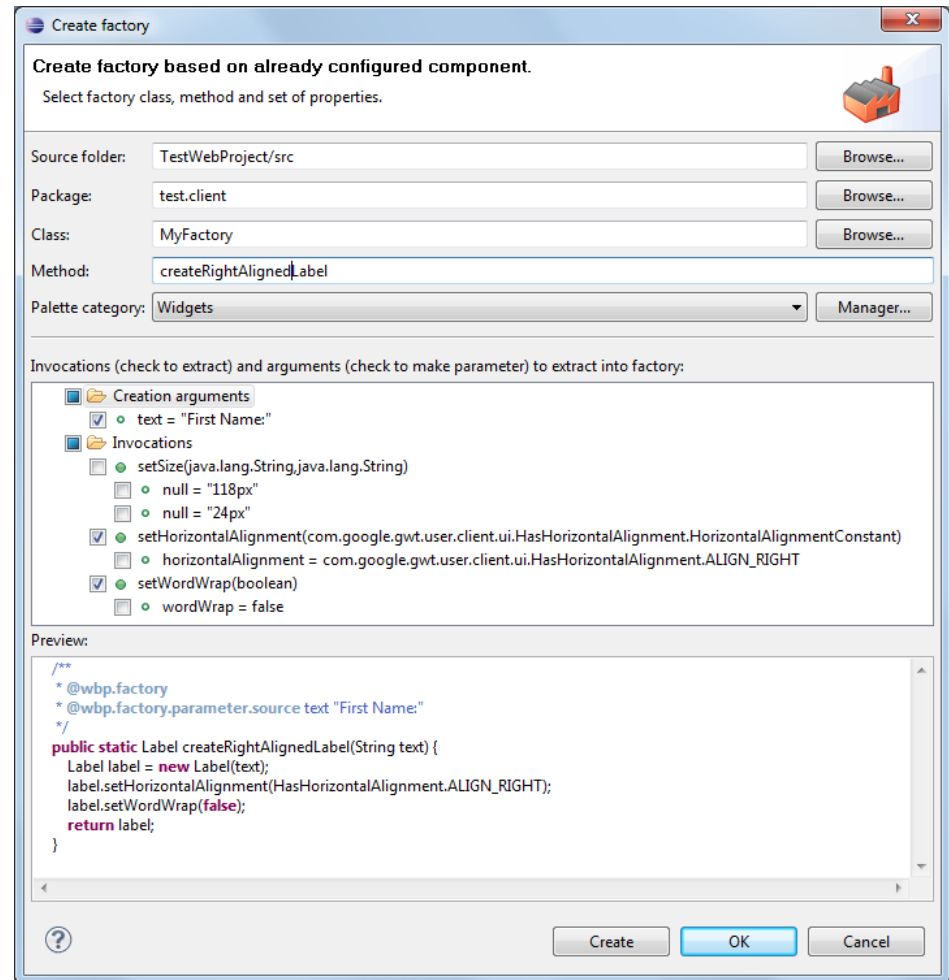 Create factory
Create factory based on already configured component.
Select factory class, method and set of properties.
Source folder: TestWebProject/src Browse...
Package: test.client Browse...
Class: MyFactory Browse...
Method: createRightAlignedLabel
Palette category: Widgets Manager...
Invocations (check to extract) and arguments (check to make parameter) to extract into factory:
Creation arguments
text = "First Name:"
Invocations
setSize(java.lang.String,java.lang.String)
null = "118px"
null = "24px"
setHorizontalAlignment(com.google.gwt.user.client.ui.HasHorizontalAlignment.HorizontalAlignmentConstant)
horizontalAlignment = com.google.gwt.user.client.ui.HasHorizontalAlignment.ALIGN_RIGHT
setWordWrap(boolean)
wordWrap = false
Preview:
/**
* @wbp.factory
* @wbp.factory.parameter.source text "First Name:"
*/
public static Label createRightAlignedLabel(String text) {
Label label = new Label(text);
label.setHorizontalAlignment(HasHorizontalAlignment.ALIGN_RIGHT);
label.setWordWrap(false);
return label;
}
? Create OK Cancel